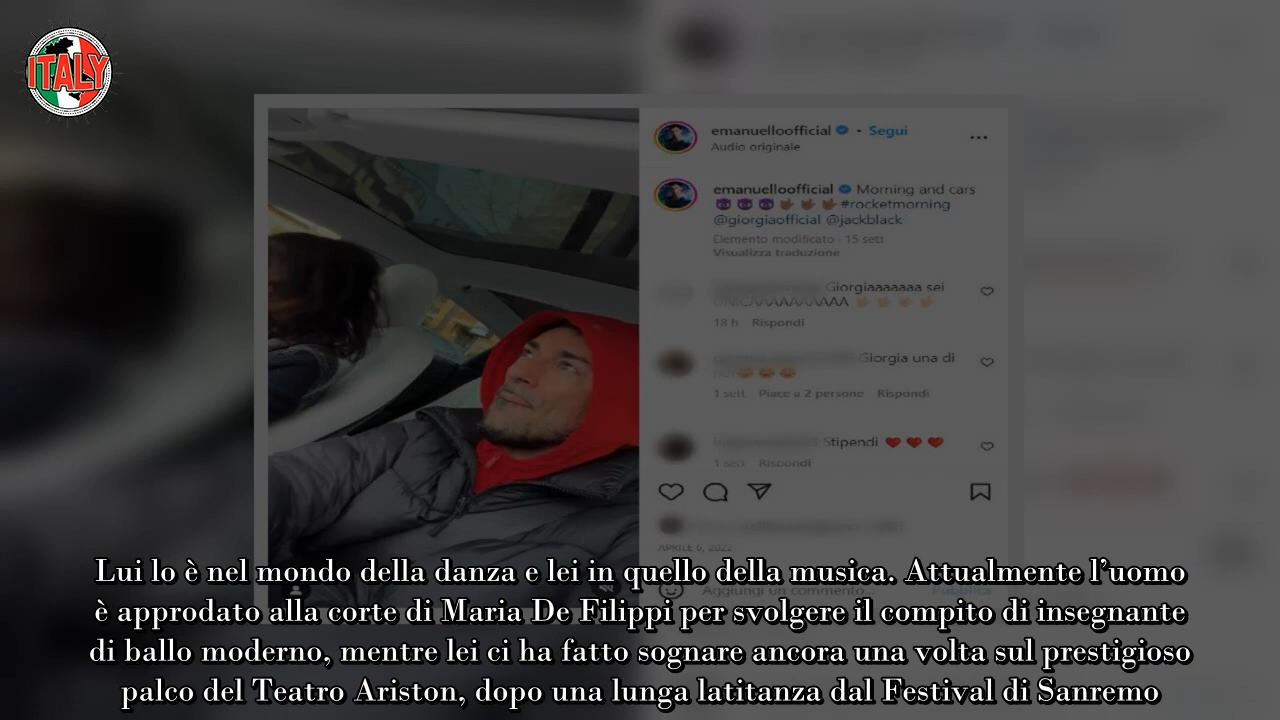 ITALY
emanuelloofficial • Segui
Audio originale
emanuelloofficial Morning and cars
😈😈😈🤟🏾🤟🏾🤟🏾#rocketmorning
@giorgiaofficial @jackblack
Elemento modificato · 15 sett
Visualizza traduzione
Giorgiaaaaaaa sei
18 h Rispondi
Giorgia una di
1 sett Piace a 2 persone Rispondi
Stipendi ❤️❤️❤️
1 sett Rispondi
APRILE 6, 2022
Aggiungi un commento...
Pubblica
Lui lo è nel mondo della danza e lei in quello della musica. Attualmente l’uomo
è approdato alla corte di Maria De Filippi per svolgere il compito di insegnante
di ballo moderno, mentre lei ci ha fatto sognare ancora una volta sul prestigioso
palco del Teatro Ariston, dopo una lunga latitanza dal Festival di Sanremo